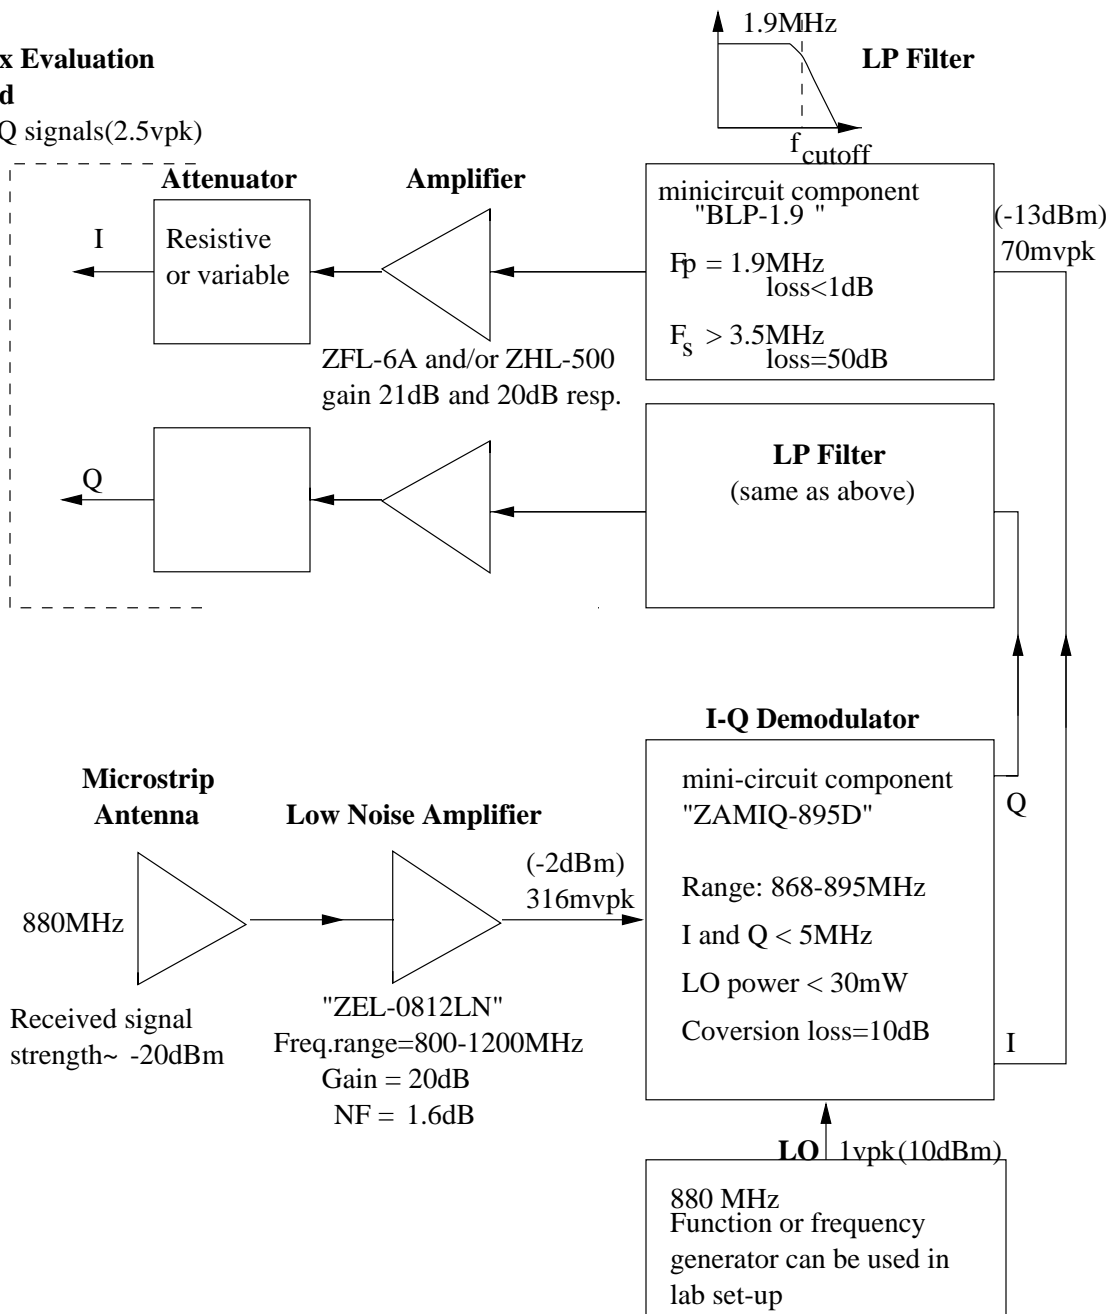 x Evaluation
d
Q signals(2.5vpk)
1.9MHz
LP Filter
fcutoff
Attenuator
Amplifier
I
Resistive
or variable
ZFL-6A and/or ZHL-500
gain 21dB and 20dB resp.
minicircuit component
"BLP-1.9 "
Fp = 1.9MHz
loss<1dB
Fs > 3.5MHz
loss=50dB
(-13dBm)
70mvpk
Q
LP Filter
(same as above)
I-Q Demodulator
mini-circuit component
"ZAMIQ-895D"
Range: 868-895MHz
I and Q < 5MHz
LO power < 30mW
Coversion loss=10dB
Q
I
Microstrip
Antenna
880MHz
Received signal
strength~ -20dBm
Low Noise Amplifier
(-2dBm)
316mvpk
"ZEL-0812LN"
Freq.range=800-1200MHz
Gain = 20dB
NF = 1.6dB
LO 1vpk(10dBm)
880 MHz
Function or frequency
generator can be used in
lab set-up